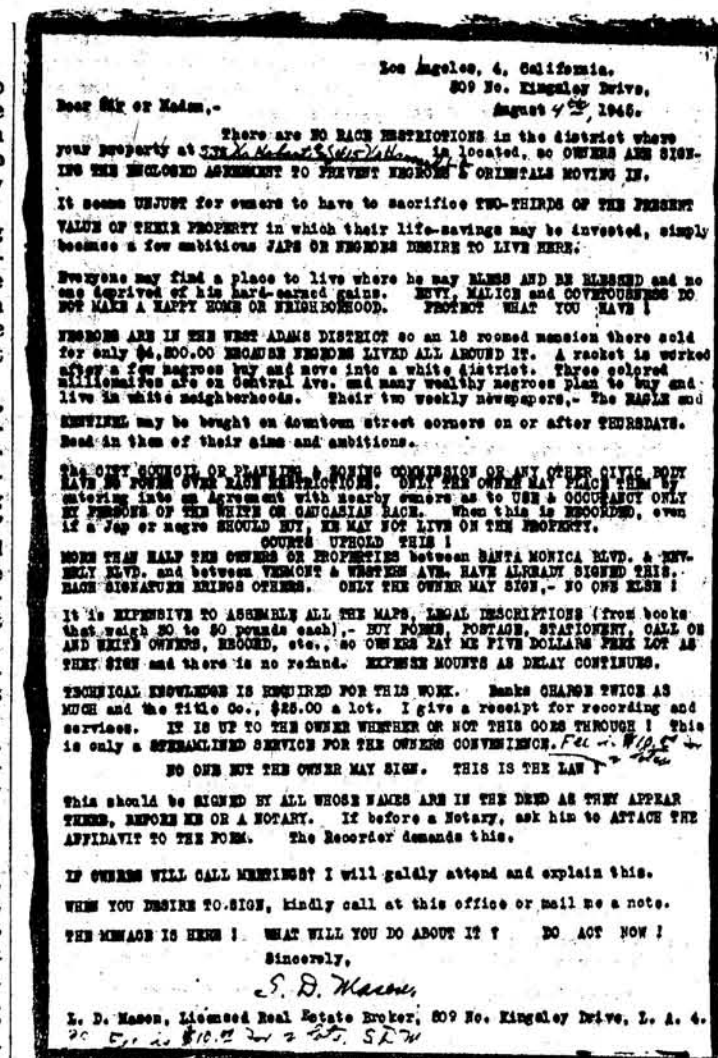 Los Angeles, 4, California.
809 No. Kingsley Drive,
Dear Sir or Madam,- August 4th, 1945.
There are NO RACE RESTRICTIONS in the district where
your property at is located, so OWNERS ARE SIGN-
ING THE ENCLOSED AGREEMENT TO PREVENT NEGROES & ORIENTALS MOVING IN.
It seems UNJUST for owners to have to sacrifice TWO-THIRDS OF THE PRESENT
VALUE OF THEIR PROPERTY in which their life-savings may be invested, simply
because a few ambitious JAPS OR NEGROES DESIRE TO LIVE HERE.
Everyone may find a place to live where he may BLESS AND BE BLESSED and no
one deprived of his hard-earned gains. ENVY, MALICE and COVETOUSNESS DO
NOT MAKE A HAPPY HOME OR NEIGHBORHOOD. PROTECT WHAT YOU HAVE !
NEGROES ARE IN THE WEST ADAMS DISTRICT so an 18 roomed mansion there sold
for only $4,500.00 BECAUSE NEGROES LIVED ALL AROUND IT. A racket is worked
after a few negroes buy and move into a white district. Three colored
millionaires are on Central Ave. and many wealthy negroes plan to buy and
live in white neighborhoods. Their two weekly newspapers,- The EAGLE and
SENTINEL may be bought on downtown street corners on or after THURSDAYS.
Read in them of their aims and ambitions.
The CITY COUNCIL OR PLANNING & ZONING COMMISSION OR ANY OTHER CIVIC BODY
HAVE NO POWER OVER RACE RESTRICTIONS. ONLY THE OWNER MAY PLACE THEM by
entering into an Agreement with nearby owners as to USE & OCCUPANCY ONLY
BY PERSONS OF THE WHITE OR CAUCASIAN RACE. When this is RECORDED, even
if a Jap or negro SHOULD BUY, HE MAY NOT LIVE ON THE PROPERTY.
COURTS UPHOLD THIS !
MORE THAN HALF THE OWNERS OR PROPERTIES between SANTA MONICA BLVD. & BEV-
ERLY BLVD. and between VERMONT & WESTERN AVE. HAVE ALREADY SIGNED THIS.
EACH SIGNATURE BRINGS OTHERS. ONLY THE OWNER MAY SIGN,- NO ONE ELSE !
It is EXPENSIVE TO ASSEMBLE ALL THE MAPS, LEGAL DESCRIPTIONS (from books
that weigh 30 to 50 pounds each),- BUY FORMS, POSTAGE, STATIONERY, CALL ON
AND WRITE OWNERS, RECORD, etc., so OWNERS PAY ME FIVE DOLLARS PER LOT AS
THEY SIGN and there is no refund. EXPENSE MOUNTS AS DELAY CONTINUES.
TECHNICAL KNOWLEDGE IS REQUIRED FOR THIS WORK. Banks CHARGE TWICE AS
MUCH and the Title Co., $25.00 a lot. I give a receipt for recording and
services. IT IS UP TO THE OWNER WHETHER OR NOT THIS GOES THROUGH ! This
is only a STREAMLINED SERVICE FOR THE OWNERS CONVENIENCE. Fee is $10.00 for
2 lots
NO ONE BUT THE OWNER MAY SIGN. THIS IS THE LAW !
This should be SIGNED BY ALL WHOSE NAMES ARE IN THE DEED AS THEY APPEAR
THERE, BEFORE ME OR A NOTARY. If before a Notary, ask him to ATTACH THE
AFFIDAVIT TO THE FORM. The Recorder demands this.
IF OWNERS WILL CALL MEETINGS? I will galdly attend and explain this.
WHEN YOU DESIRE TO SIGN, kindly call at this office or mail me a note.
THE MENACE IS HERE ! WHAT WILL YOU DO ABOUT IT ? DO ACT NOW !
Sincerely,
L. D. Mason,
L. D. Mason, Licensed Real Estate Broker, 809 No. Kingsley Drive, L. A. 4.
Fee is $10.00 for 2 lots.